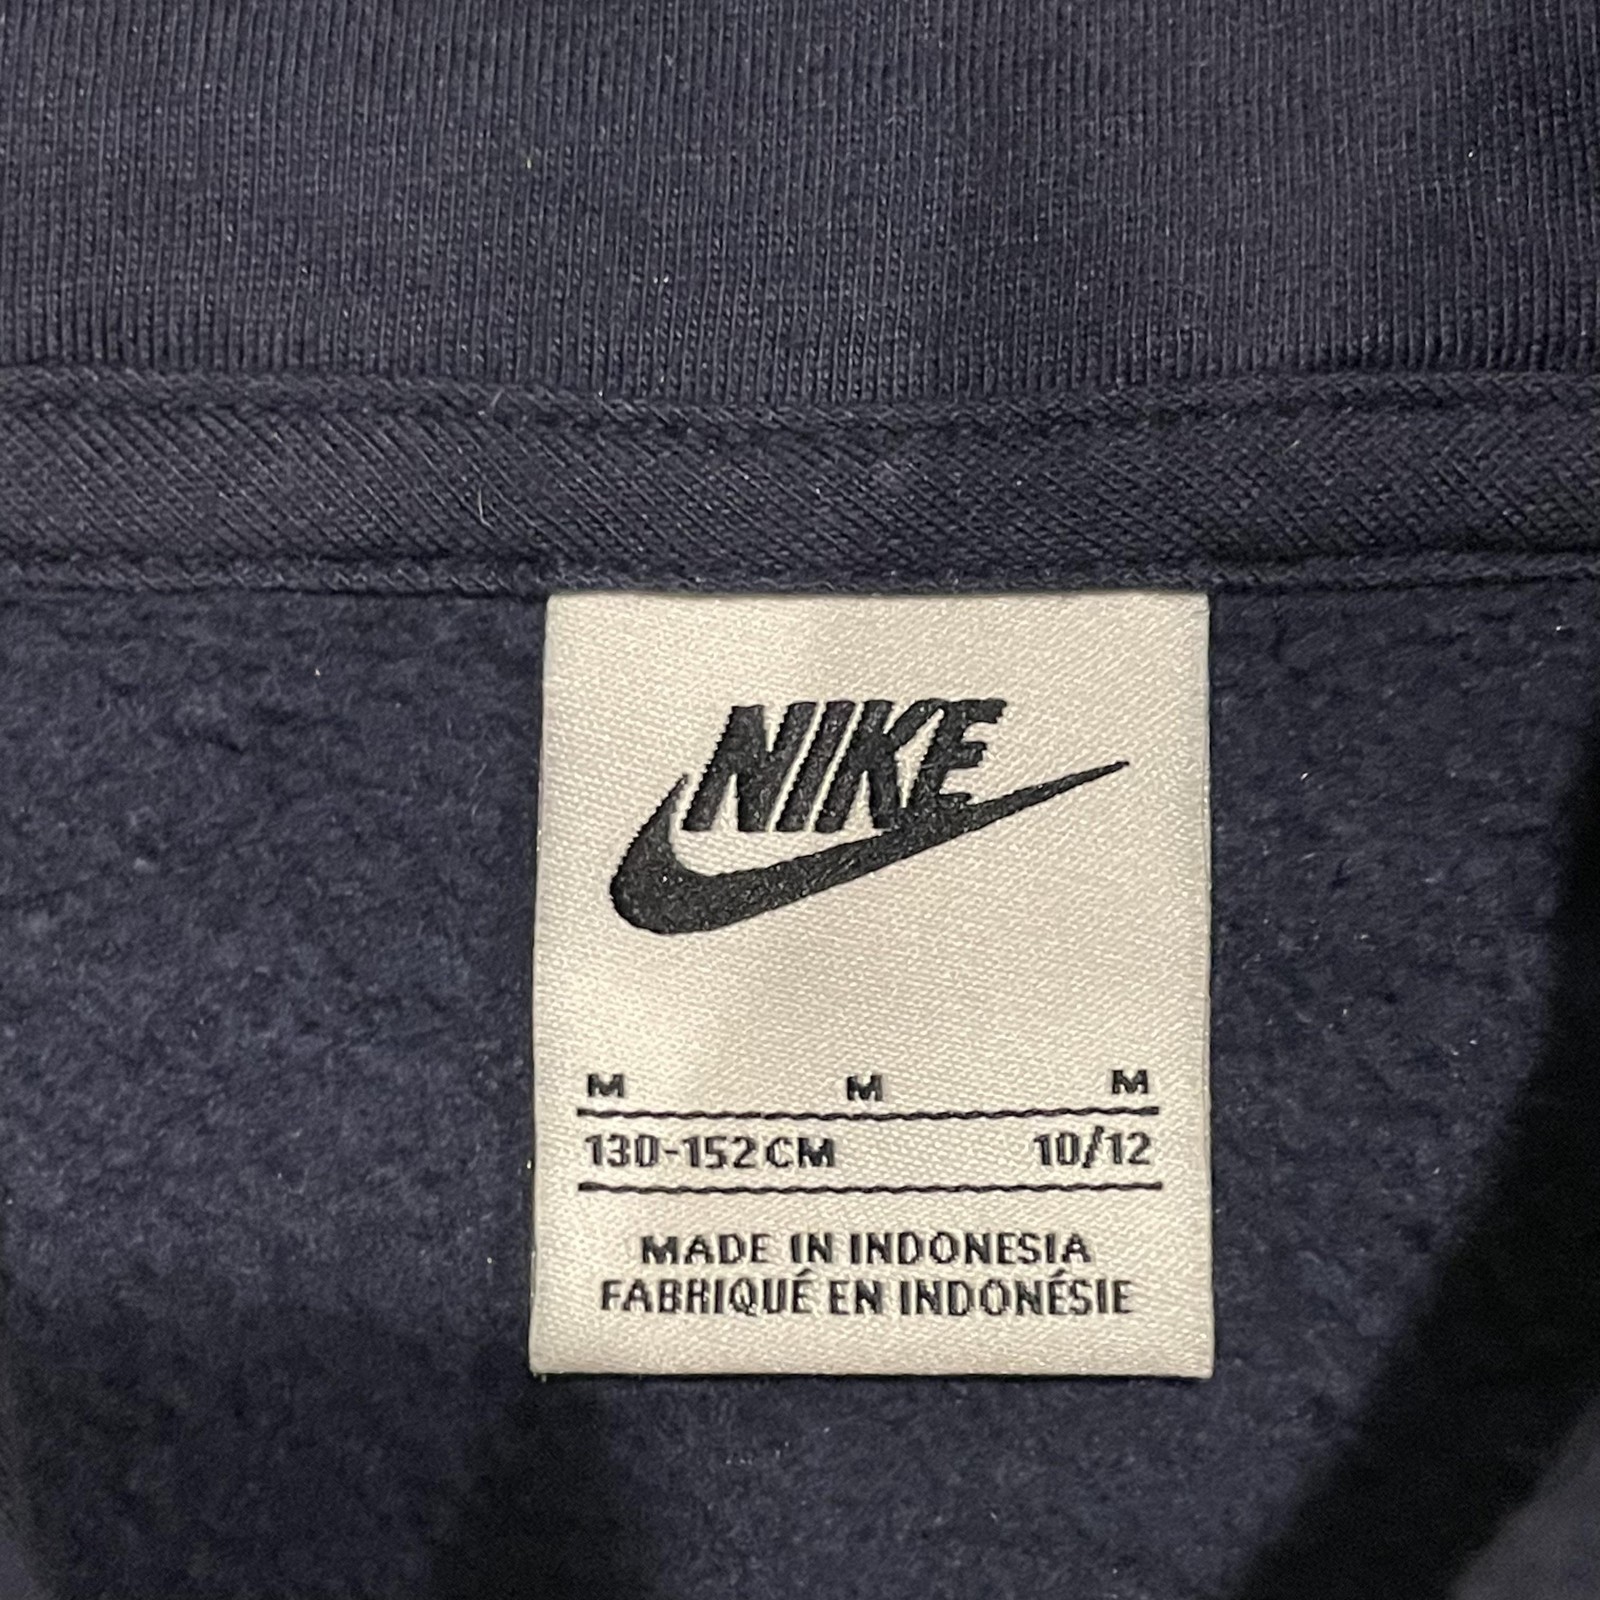 NIKE
M M M
130-152CM 10/12
MADE IN INDONESIA
FABRIQUÉ EN INDONÉSIE